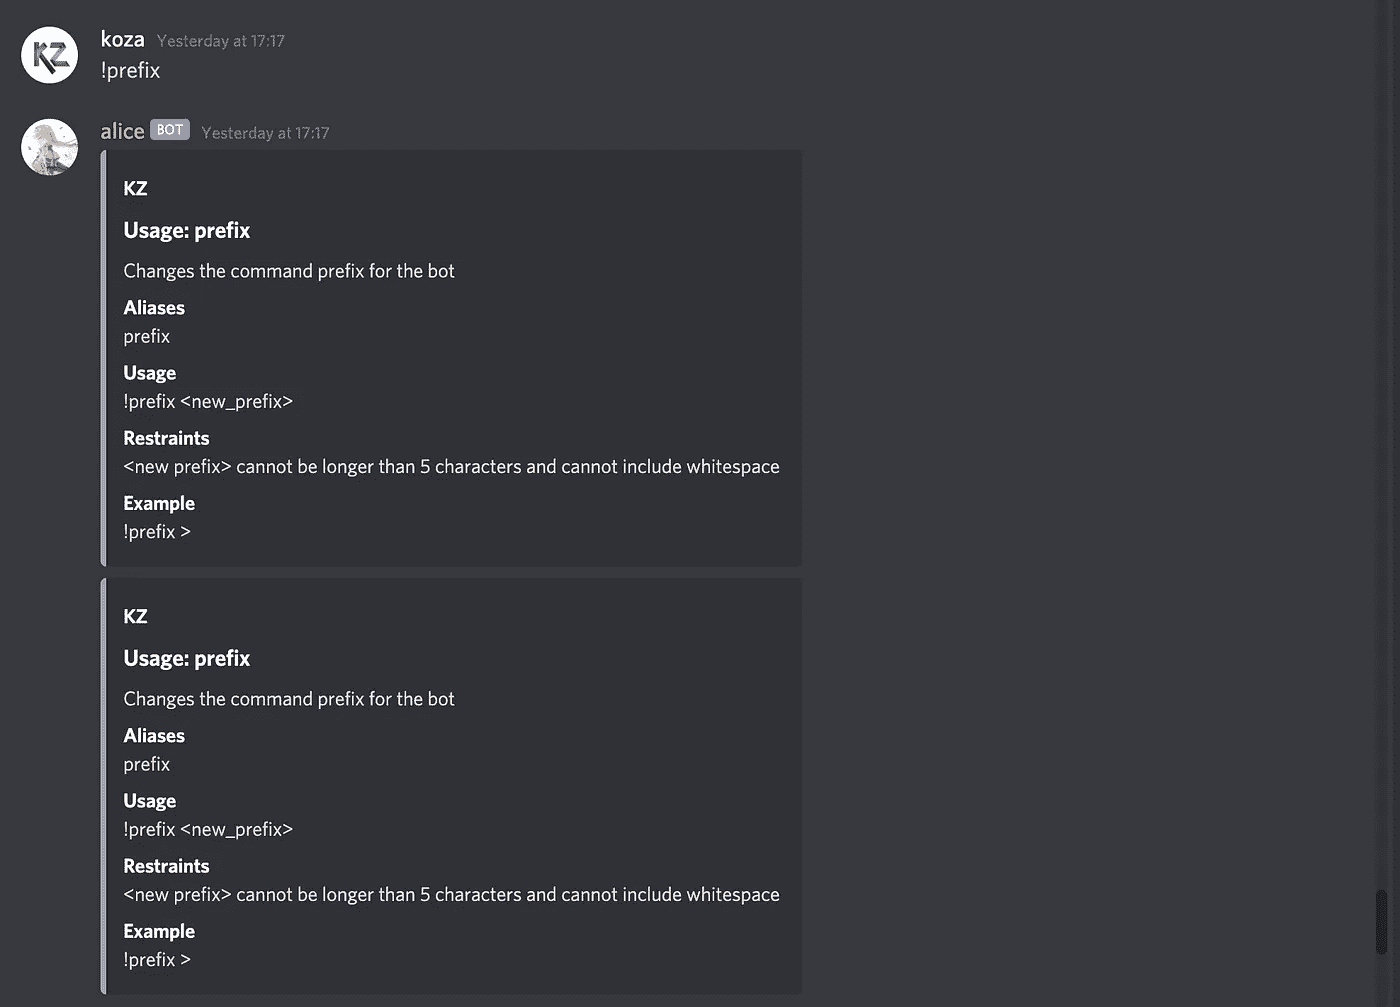 KZ
koza Yesterday at 17:17
!prefix
alice BOT Yesterday at 17:17
KZ
Usage: prefix
Changes the command prefix for the bot
Aliases
prefix
Usage
!prefix <new_prefix>
Restraints
<new prefix> cannot be longer than 5 characters and cannot include whitespace
Example
!prefix >
KZ
Usage: prefix
Changes the command prefix for the bot
Aliases
prefix
Usage
!prefix <new_prefix>
Restraints
<new prefix> cannot be longer than 5 characters and cannot include whitespace
Example
!prefix >